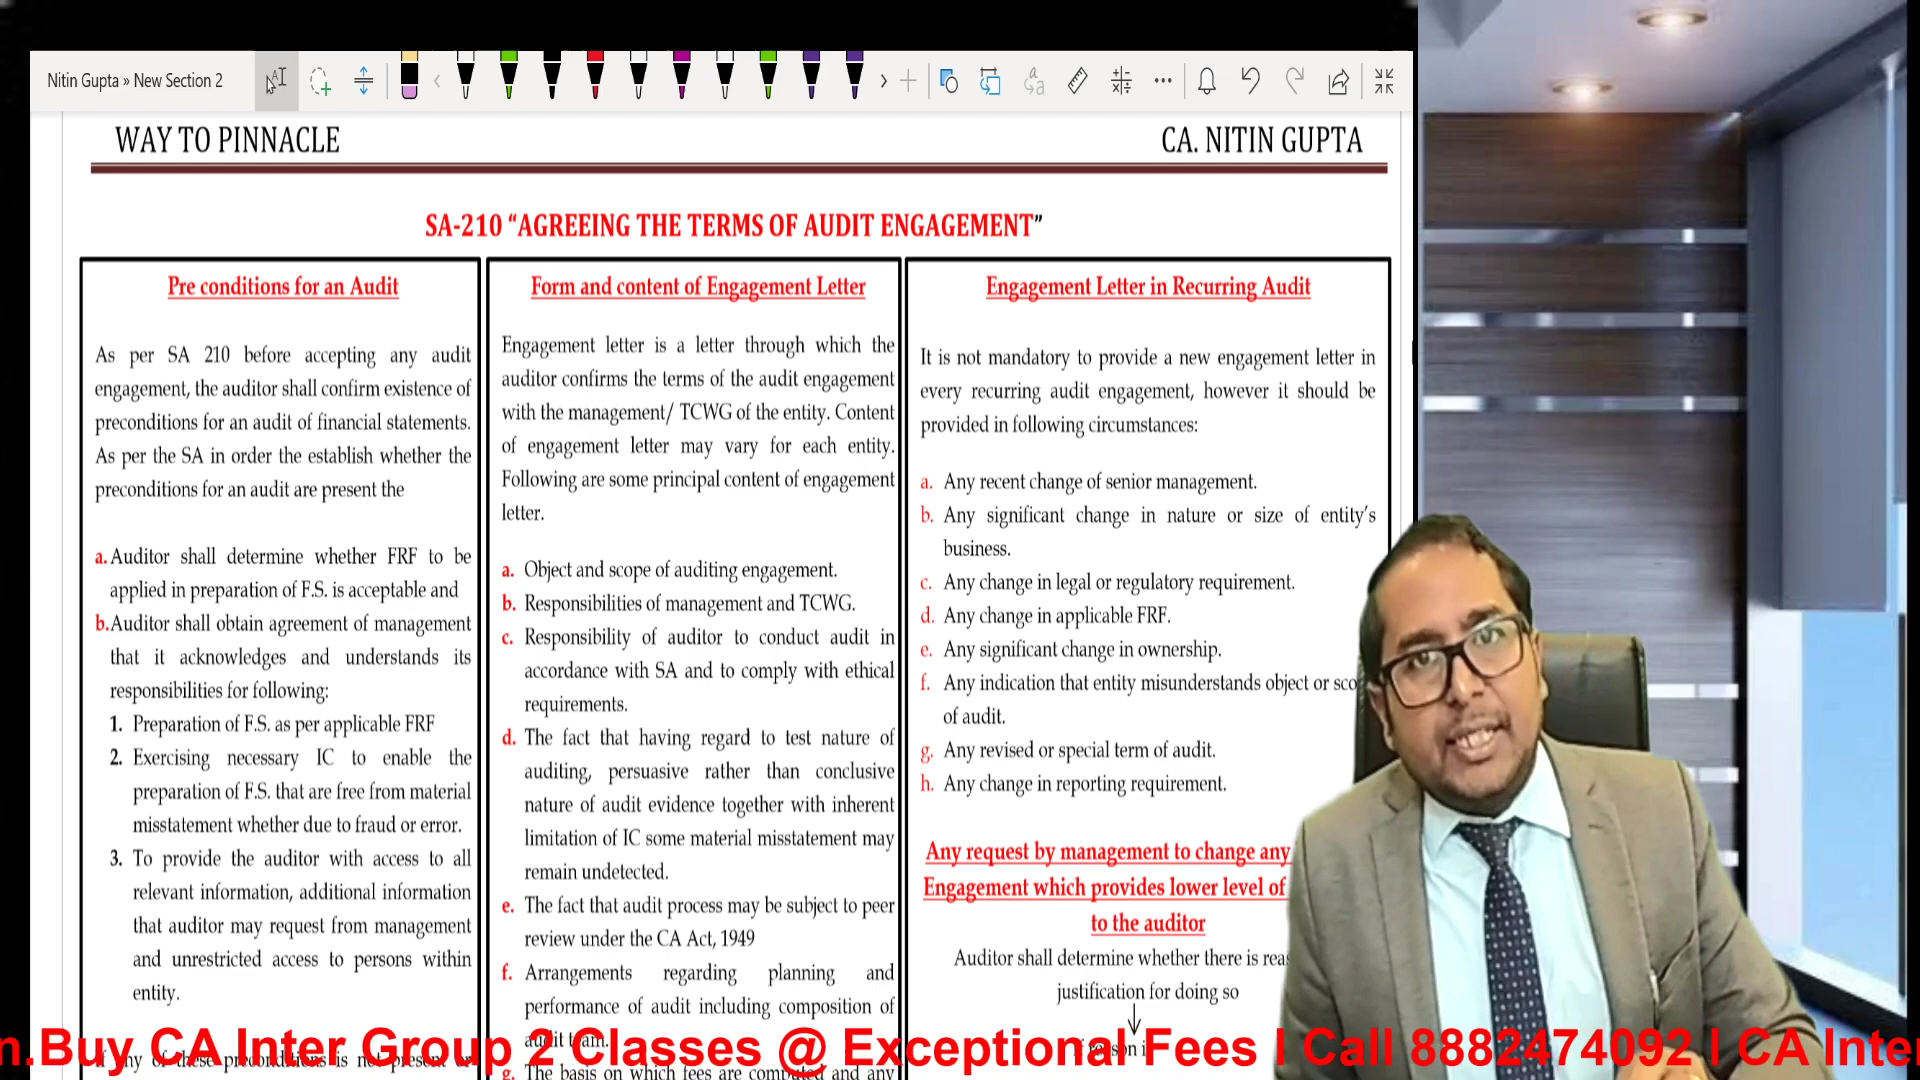 Nitin Gupta » New Section 2
WAY TO PINNACLE
CA. NITIN GUPTA
SA-210 “AGREEING THE TERMS OF AUDIT ENGAGEMENT”
Pre conditions for an Audit
As per SA 210 before accepting any audit
engagement, the auditor shall confirm existence of
preconditions for an audit of financial statements.
As per the SA in order the establish whether the
preconditions for an audit are present the
a. Auditor shall determine whether FRF to be
applied in preparation of F.S. is acceptable and
b. Auditor shall obtain agreement of management
that it acknowledges and understands its
responsibilities for following:
1. Preparation of F.S. as per applicable FRF
2. Exercising necessary IC to enable the
preparation of F.S. that are free from material
misstatement whether due to fraud or error.
3. To provide the auditor with access to all
relevant information, additional information
that auditor may request from management
and unrestricted access to persons within
entity.
Form and content of Engagement Letter
Engagement letter is a letter through which the
auditor confirms the terms of the audit engagement
with the management/ TCWG of the entity. Content
of engagement letter may vary for each entity.
Following are some principal content of engagement
letter.
a. Object and scope of auditing engagement.
b. Responsibilities of management and TCWG.
c. Responsibility of auditor to conduct audit in
accordance with SA and to comply with ethical
requirements.
d. The fact that having regard to test nature of
auditing, persuasive rather than conclusive
nature of audit evidence together with inherent
limitation of IC some material misstatement may
remain undetected.
e. The fact that audit process may be subject to peer
review under the CA Act, 1949
f. Arrangements regarding planning and
performance of audit including composition of
g. The basis on which fees are computed and any
Engagement Letter in Recurring Audit
It is not mandatory to provide a new engagement letter in
every recurring audit engagement, however it should be
provided in following circumstances:
a. Any recent change of senior management.
b. Any significant change in nature or size of entity’s
business.
c. Any change in legal or regulatory requirement.
d. Any change in applicable FRF.
e. Any significant change in ownership.
f. Any indication that entity misunderstands object or
of audit.
g. Any revised or special term of audit.
h. Any change in reporting requirement.
Any request by management to change any
Engagement which provides lower level of
to the auditor
Auditor shall determine whether there is
justification for doing so
n.Buy CA Inter Group 2 Classes @ Exceptional Fees I Call 8882474092 I CA Inte